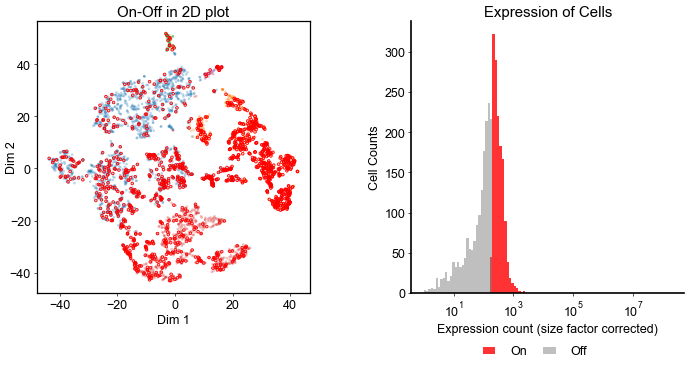 On-Off in 2D plot
Dim 2
40
20
0
−20
−40
−40 −20 0 20 40
Dim 1
Expression of Cells
Cell Counts
300
250
200
150
100
50
0
10^1 10^3 10^5 10^7
Expression count (size factor corrected)
On Off